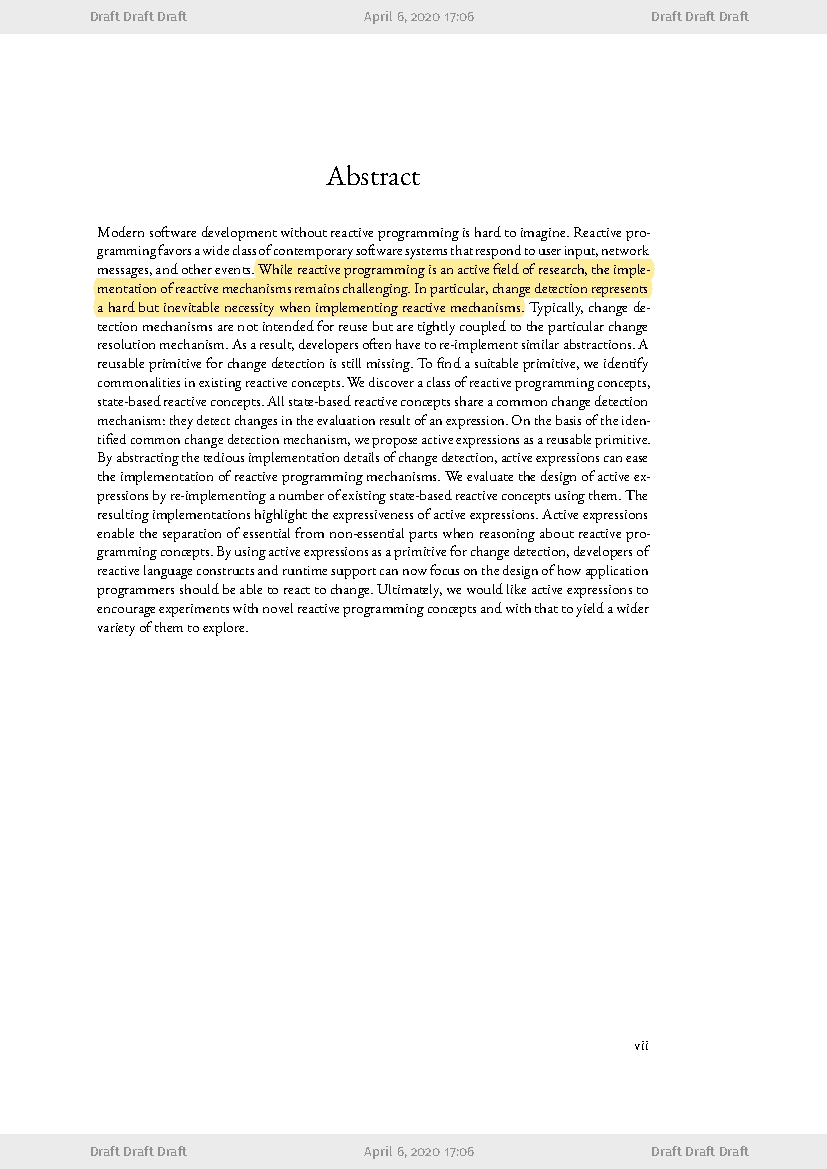 Draft Draft Draft April 6, 2020 17:06 Draft Draft Draft
Abstract
Modern software development without reactive programming is hard to imagine. Reactive pro-
gramming favors a wide class of contemporary software systems that respond to user input, network
messages, and other events. While reactive programming is an active field of research, the imple-
mentation of reactive mechanisms remains challenging. In particular, change detection represents
a hard but inevitable necessity when implementing reactive mechanisms. Typically, change de-
tection mechanisms are not intended for reuse but are tightly coupled to the particular change
resolution mechanism. As a result, developers often have to re-implement similar abstractions. A
reusable primitive for change detection is still missing. To find a suitable primitive, we identify
commonalities in existing reactive concepts. We discover a class of reactive programming concepts,
state-based reactive concepts. All state-based reactive concepts share a common change detection
mechanism: they detect changes in the evaluation result of an expression. On the basis of the iden-
tified common change detection mechanism, we propose active expressions as a reusable primitive.
By abstracting the tedious implementation details of change detection, active expressions can ease
the implementation of reactive programming mechanisms. We evaluate the design of active ex-
pressions by re-implementing a number of existing state-based reactive concepts using them. The
resulting implementations highlight the expressiveness of active expressions. Active expressions
enable the separation of essential from non-essential parts when reasoning about reactive pro-
gramming concepts. By using active expressions as a primitive for change detection, developers of
reactive language constructs and runtime support can now focus on the design of how application
programmers should be able to react to change. Ultimately, we would like active expressions to
encourage experiments with novel reactive programming concepts and with that to yield a wider
variety of them to explore.
vii
Draft Draft Draft April 6, 2020 17:06 Draft Draft Draft